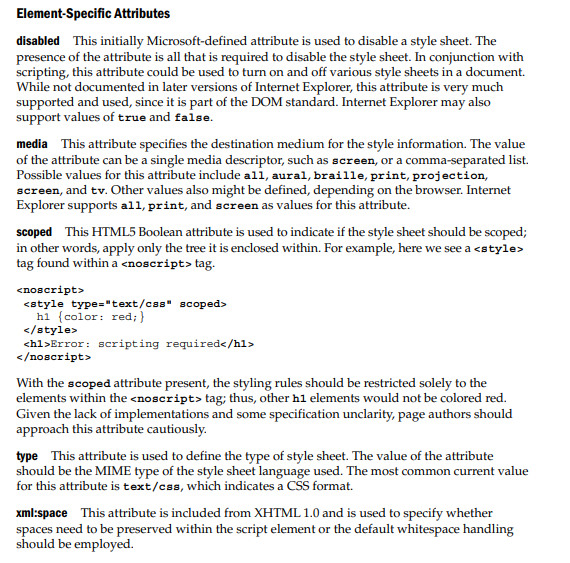 Element-Specific Attributes
disabled This initially Microsoft-defined attribute is used to disable a style sheet. The
presence of the attribute is all that is required to disable the style sheet. In conjunction with
scripting, this attribute could be used to turn on and off various style sheets in a document.
While not documented in later versions of Internet Explorer, this attribute is very much
supported and used, since it is part of the DOM standard. Internet Explorer may also
support values of true and false.
media This attribute specifies the destination medium for the style information. The value
of the attribute can be a single media descriptor, such as screen, or a comma-separated list.
Possible values for this attribute include all, aural, braille, print, projection,
screen, and tv. Other values also might be defined, depending on the browser. Internet
Explorer supports all, print, and screen as values for this attribute.
scoped This HTML5 Boolean attribute is used to indicate if the style sheet should be scoped;
in other words, apply only the tree it is enclosed within. For example, here we see a <style>
tag found within a <noscript> tag.
<noscript>
<style type="text/css" scoped>
h1 {color: red;}
</style>
<h1>Error: scripting required</h1>
</noscript>
With the scoped attribute present, the styling rules should be restricted solely to the
elements within the <noscript> tag; thus, other h1 elements would not be colored red.
Given the lack of implementations and some specification unclarity, page authors should
approach this attribute cautiously.
type This attribute is used to define the type of style sheet. The value of the attribute
should be the MIME type of the style sheet language used. The most common current value
for this attribute is text/css, which indicates a CSS format.
xml:space This attribute is included from XHTML 1.0 and is used to specify whether
spaces need to be preserved within the script element or the default whitespace handling
should be employed.